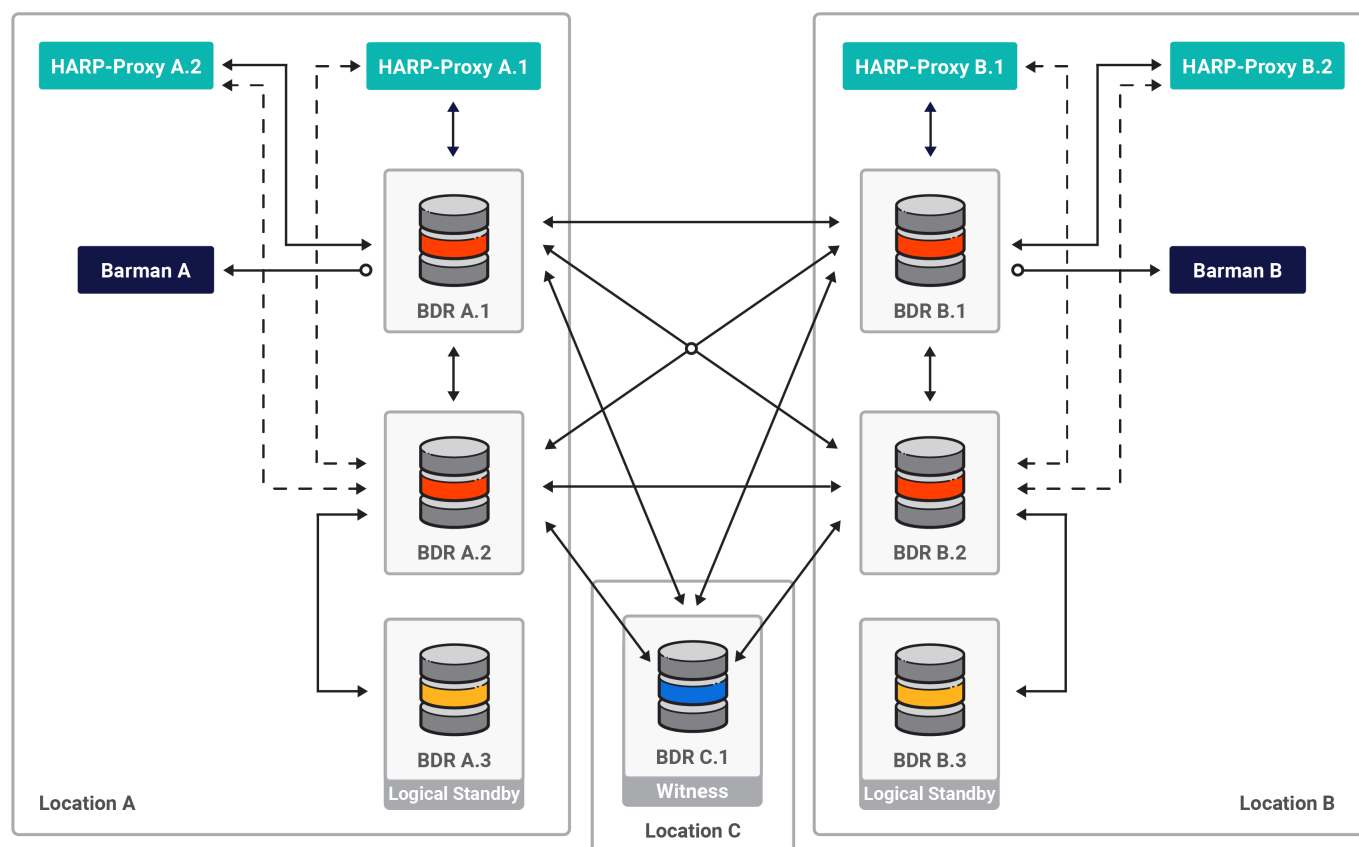 HARP-Proxy A.2
HARP-Proxy A.1
HARP-Proxy B.1
HARP-Proxy B.2
Barman A
BDR A.1
BDR B.1
Barman B
BDR A.2
BDR B.2
BDR A.3
Logical Standby
BDR C.1
Witness
BDR B.3
Logical Standby
Location A
Location C
Location B